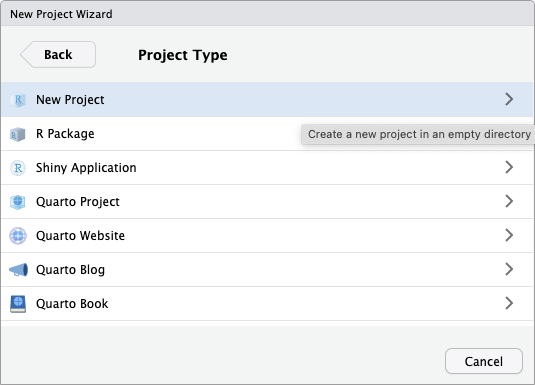 New Project Wizard
Back
Project Type
New Project
R Package
Create a new project in an empty directory
Shiny Application
Quarto Project
Quarto Website
Quarto Blog
Quarto Book
Cancel